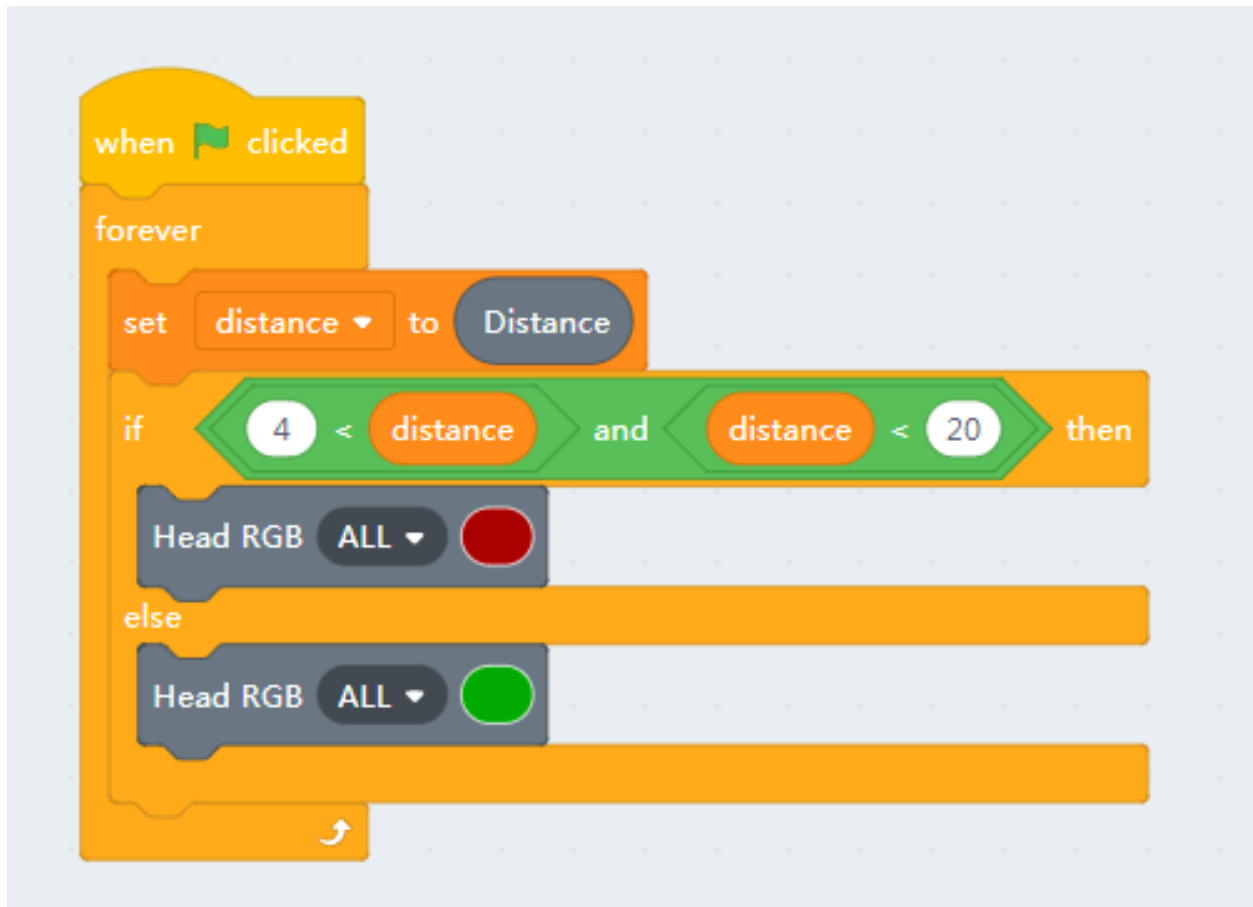 when clicked
forever
set distance to Distance
if 4 < distance and distance < 20 then
Head RGB ALL
else
Head RGB ALL